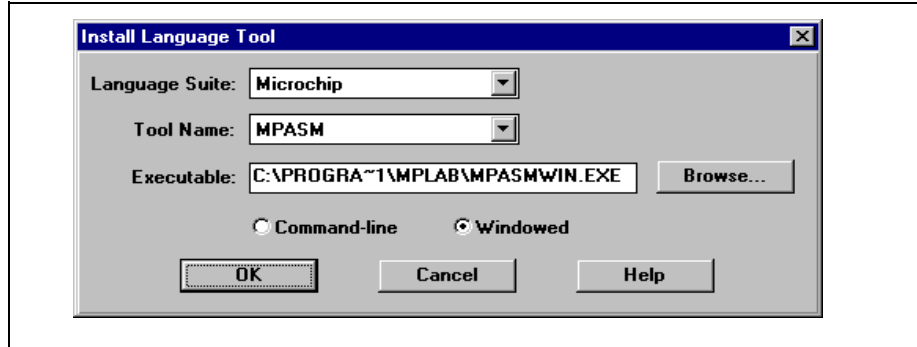 Install Language Tool
Language Suite: Microchip
Tool Name: MPASM
Executable: C:\PROGRA~1\MPLAB\MPASMWIN.EXE Browse...
Command-line Windowed
OK Cancel Help